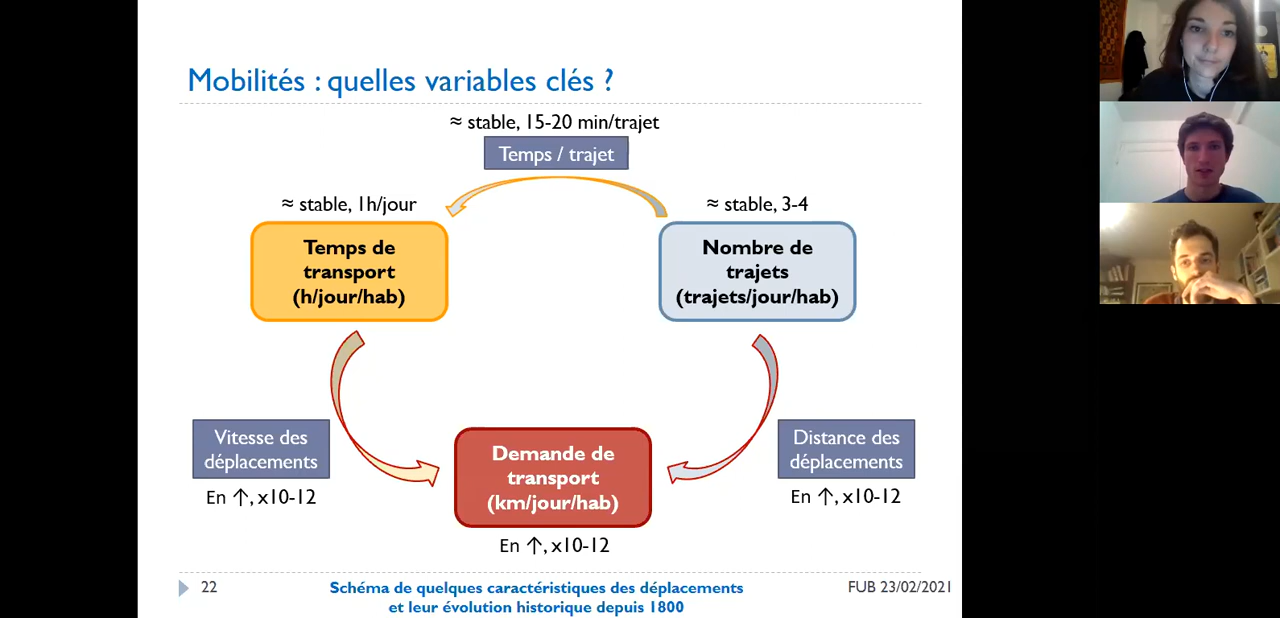 Mobilités : quelles variables clés ?
≈ stable, 15-20 min/trajet
Temps / trajet
≈ stable, 1h/jour
Temps de
transport
(h/jour/hab)
≈ stable, 3-4
Nombre de
trajets
(trajets/jour/hab)
Vitesse des
déplacements
En ↑, x10-12
Demande de
transport
(km/jour/hab)
En ↑, x10-12
Distance des
déplacements
En ↑, x10-12
22
Schéma de quelques caractéristiques des déplacements
et leur évolution historique depuis 1800
FUB 23/02/2021